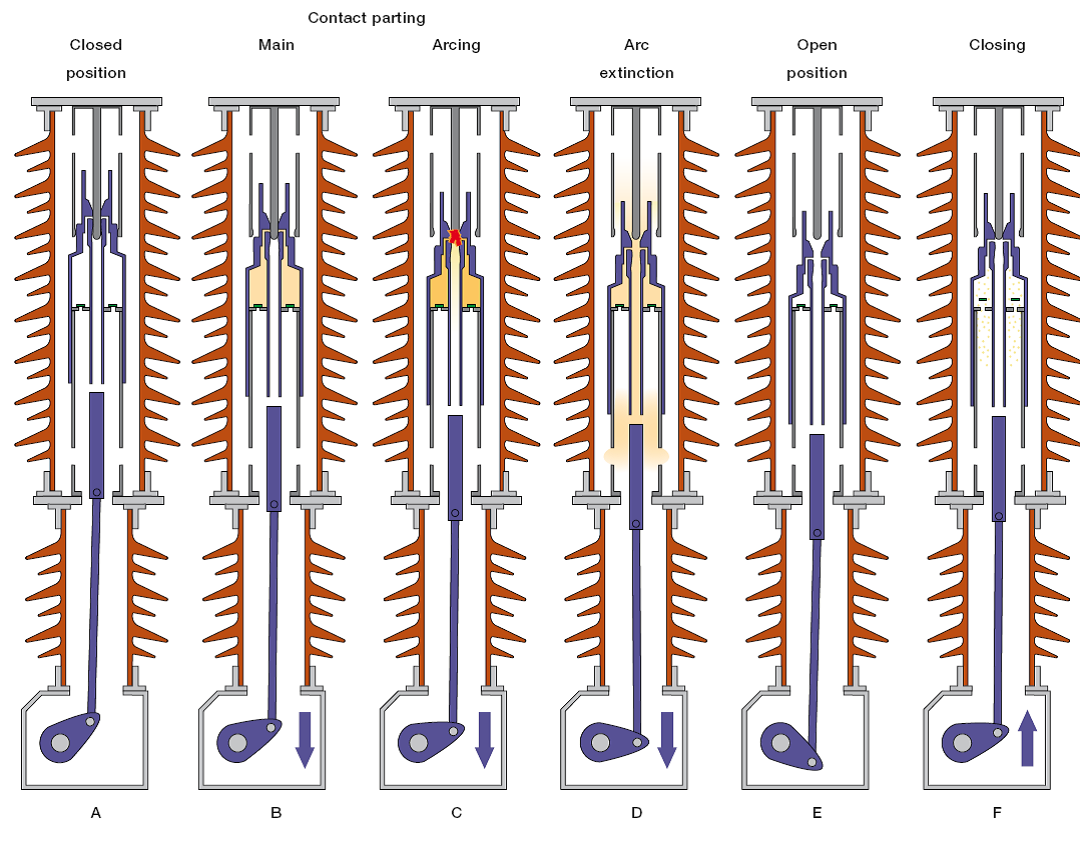 Contact parting
Closed
position
Main
Arcing
Arc
extinction
Open
position
Closing
A
B
C
D
E
F